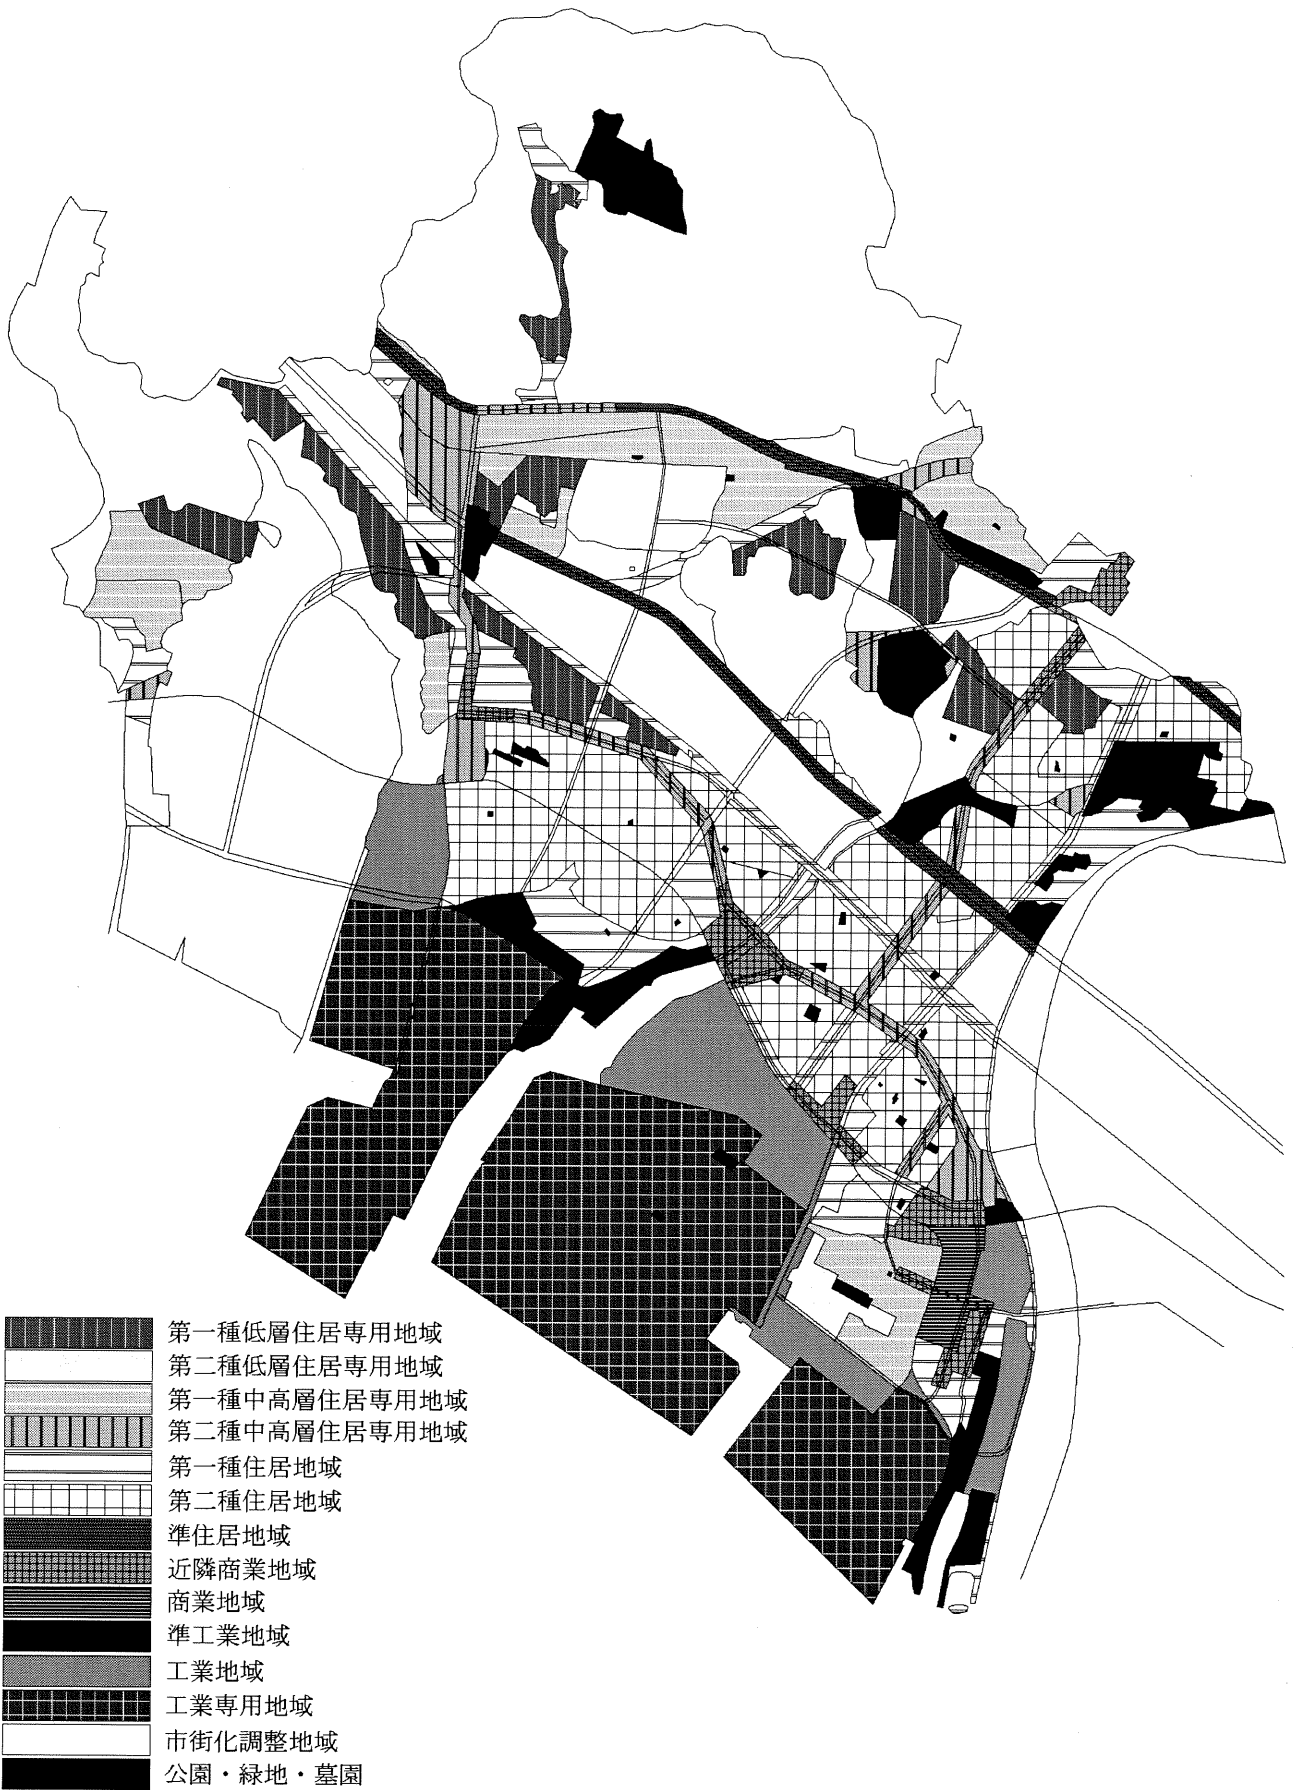 第一種低層住居専用地域
第二種低層住居専用地域
第一種中高層住居専用地域
第二種中高層住居専用地域
第一種住居地域
第二種住居地域
準住居地域
近隣商業地域
商業地域
準工業地域
工業地域
工業専用地域
市街化調整地域
公園・緑地・墓園